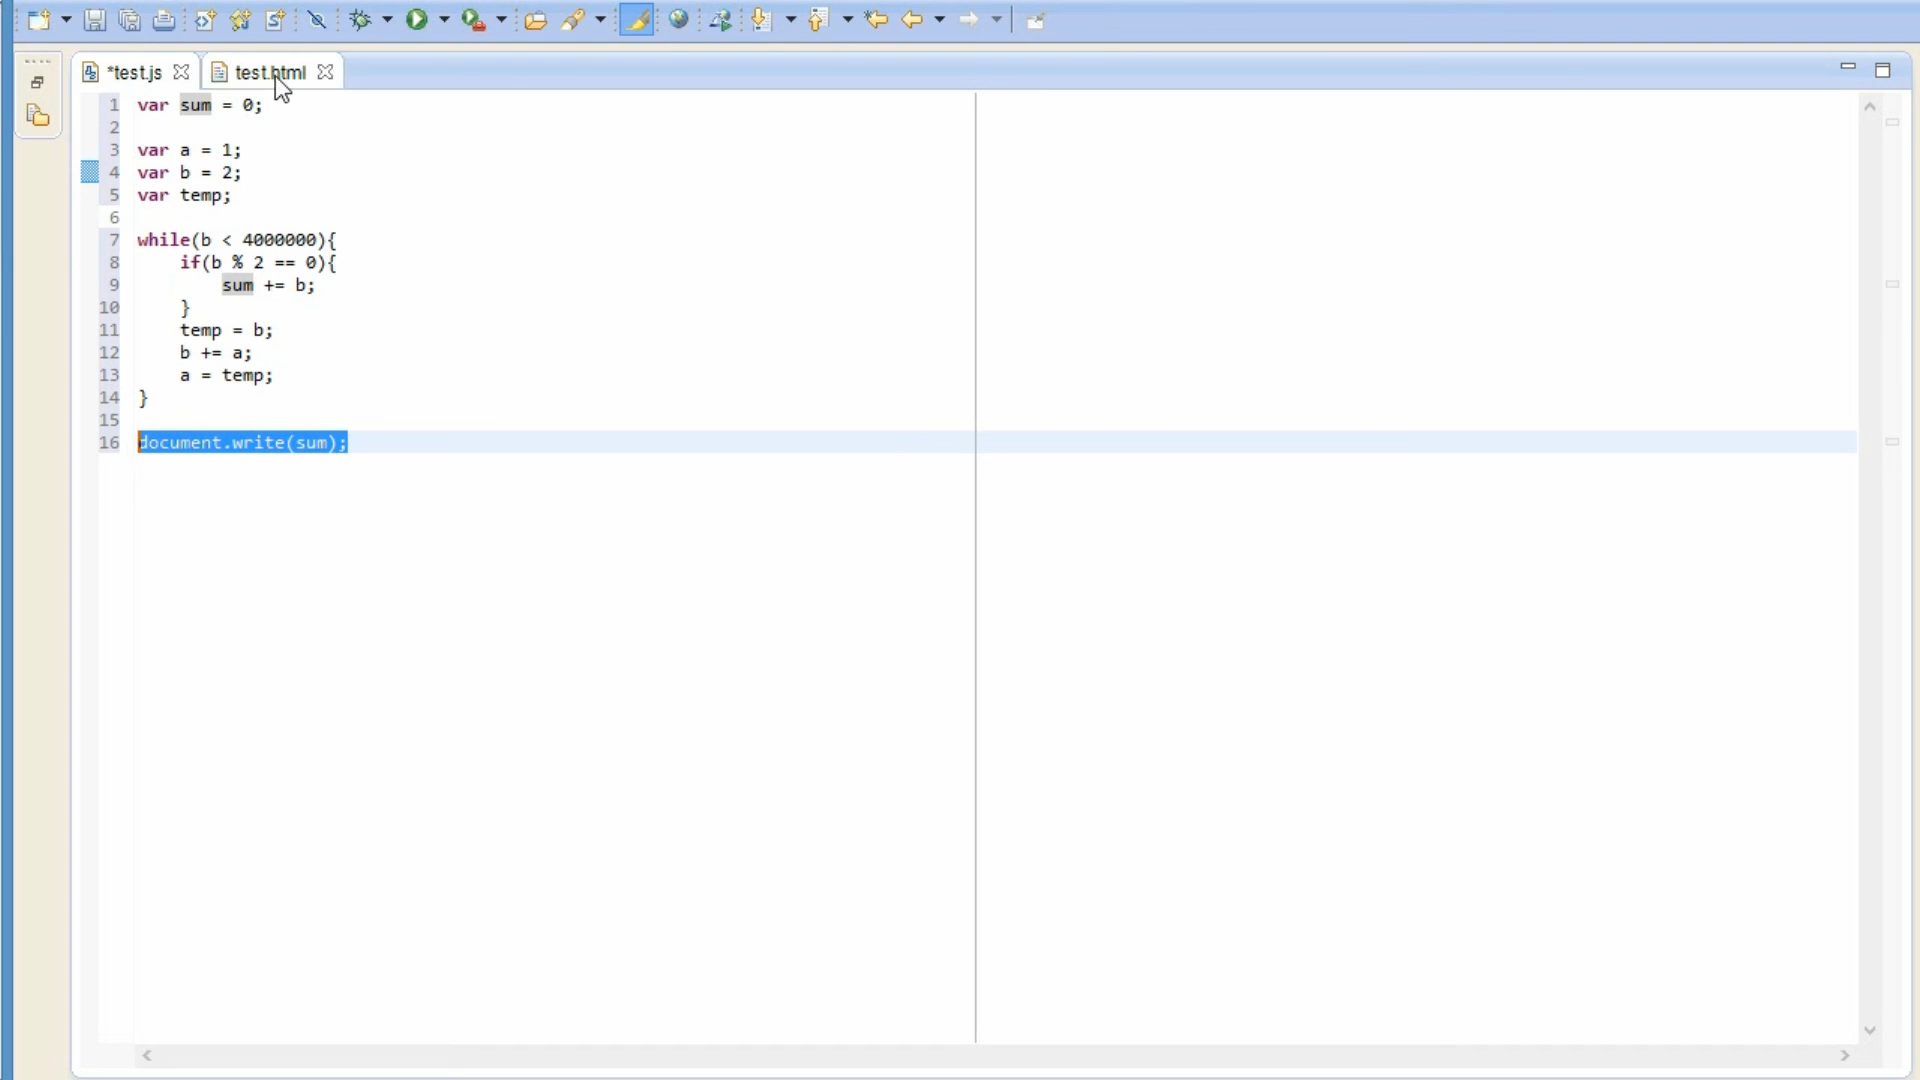 *test.js test.html
1 var sum = 0;
2
3 var a = 1;
4 var b = 2;
5 var temp;
6
7 while(b < 4000000){
8     if(b % 2 == 0){
9         sum += b;
10     }
11     temp = b;
12     b += a;
13     a = temp;
14 }
15
16 document.write(sum);